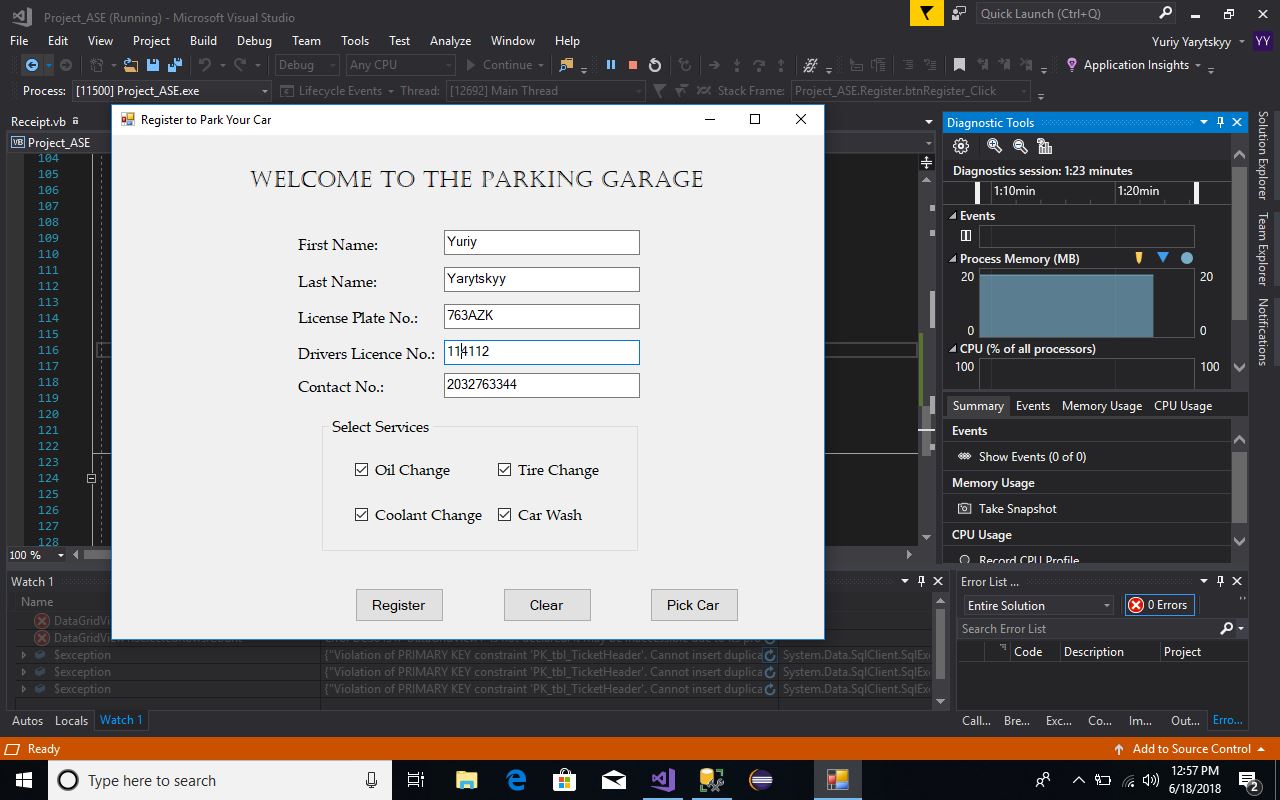 Project_ASE (Running) - Microsoft Visual Studio
Quick Launch (Ctrl+Q)
File Edit View Project Build Debug Team Tools Test Analyze Window Help
Yuriy Yarytskyy YY
Debug Any CPU Continue Application Insights
Process: [11500] Project_ASE.exe Lifecycle Events Thread: [12692] Main Thread Stack Frame: Project_ASE.Register.btnRegister_Click
Receipt.vb
VB Project_ASE
104
105
106
107
108
109
110
111
112
113
114
115
116
117
118
119
120
121
122
123
124
125
126
127
128
100 %
Register to Park Your Car
WELCOME TO THE PARKING GARAGE
First Name: Yuriy
Last Name: Yarytskyy
License Plate No.: 763AZK
Drivers Licence No.: 114112
Contact No.: 2032763344
Select Services
Oil Change Tire Change
Coolant Change Car Wash
Register Clear Pick Car
Diagnostic Tools
Diagnostics session: 1:23 minutes
1:10min 1:20min
Events
Process Memory (MB)
20 20
0 0
CPU (% of all processors)
100 100
Summary Events Memory Usage CPU Usage
Events
Show Events (0 of 0)
Memory Usage
Take Snapshot
CPU Usage
Record CPU Profile
Solution Explorer
Team Explorer
Notifications
Watch 1
Name
DataGridVi
DataGridView
Sexception {"Violation of PRIMARY KEY constraint 'PK_tbl_TicketHeader'. Cannot insert duplica System.Data.SqlClient.SqlExc
Sexception {"Violation of PRIMARY KEY constraint 'PK_tbl_TicketHeader'. Cannot insert duplica System.Data.SqlClient.SqlExc
Sexception {"Violation of PRIMARY KEY constraint 'PK_tbl_TicketHeader'. Cannot insert duplica System.Data.SqlClient.SqlExc
Autos Locals Watch 1
Error List ...
Entire Solution 0 Errors
Search Error List
Code Description Project
Call... Bre... Exc... Co... Im... Out... Erro...
Ready
Add to Source Control
Type here to search
12:57 PM
6/18/2018
2